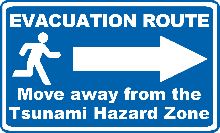 EVACUATION ROUTE
Move away from the
Tsunami Hazard Zone